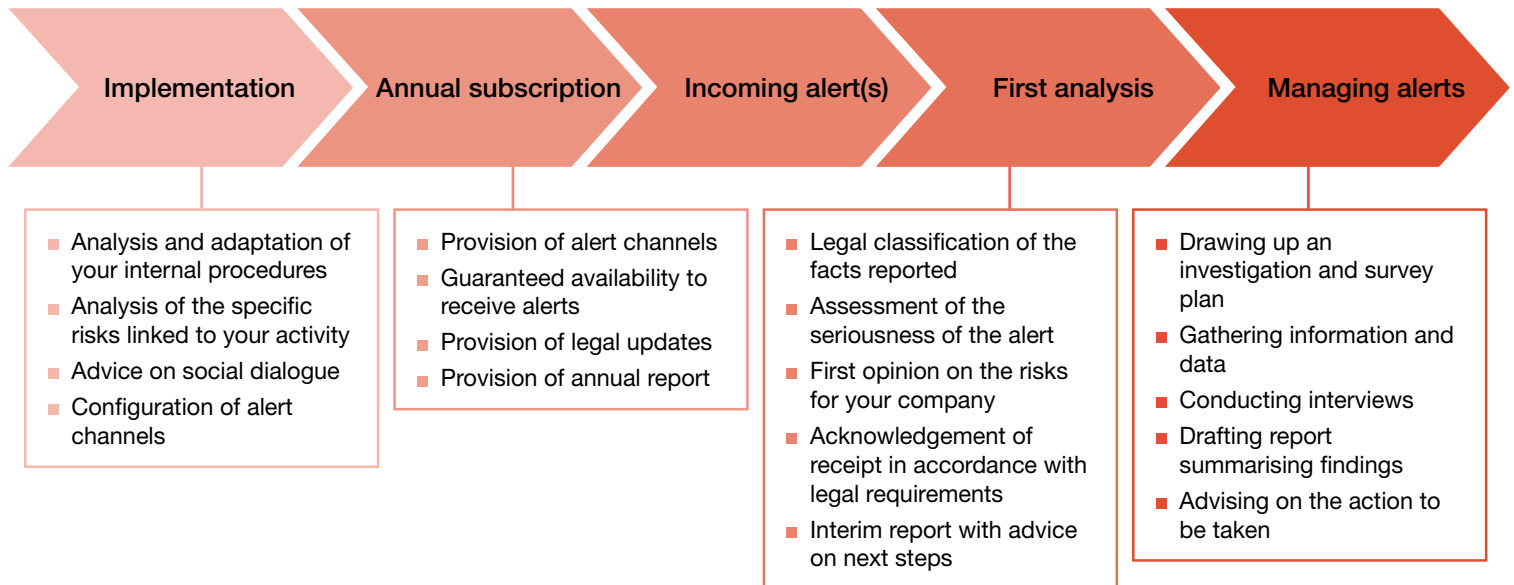 Implementation
Annual subscription
Incoming alert(s)
First analysis
Managing alerts
Analysis and adaptation of
your internal procedures
Analysis of the specific
risks linked to your activity
Advice on social dialogue
Configuration of alert
channels
Provision of alert channels
Guaranteed availability to
receive alerts
Provision of legal updates
Provision of annual report
Legal classification of the
facts reported
Assessment of the
seriousness of the alert
First opinion on the risks
for your company
Acknowledgement of
receipt in accordance with
legal requirements
Interim report with advice
on next steps
Drawing up an
investigation and survey
plan
Gathering information and
data
Conducting interviews
Drafting report
summarising findings
Advising on the action to
be taken